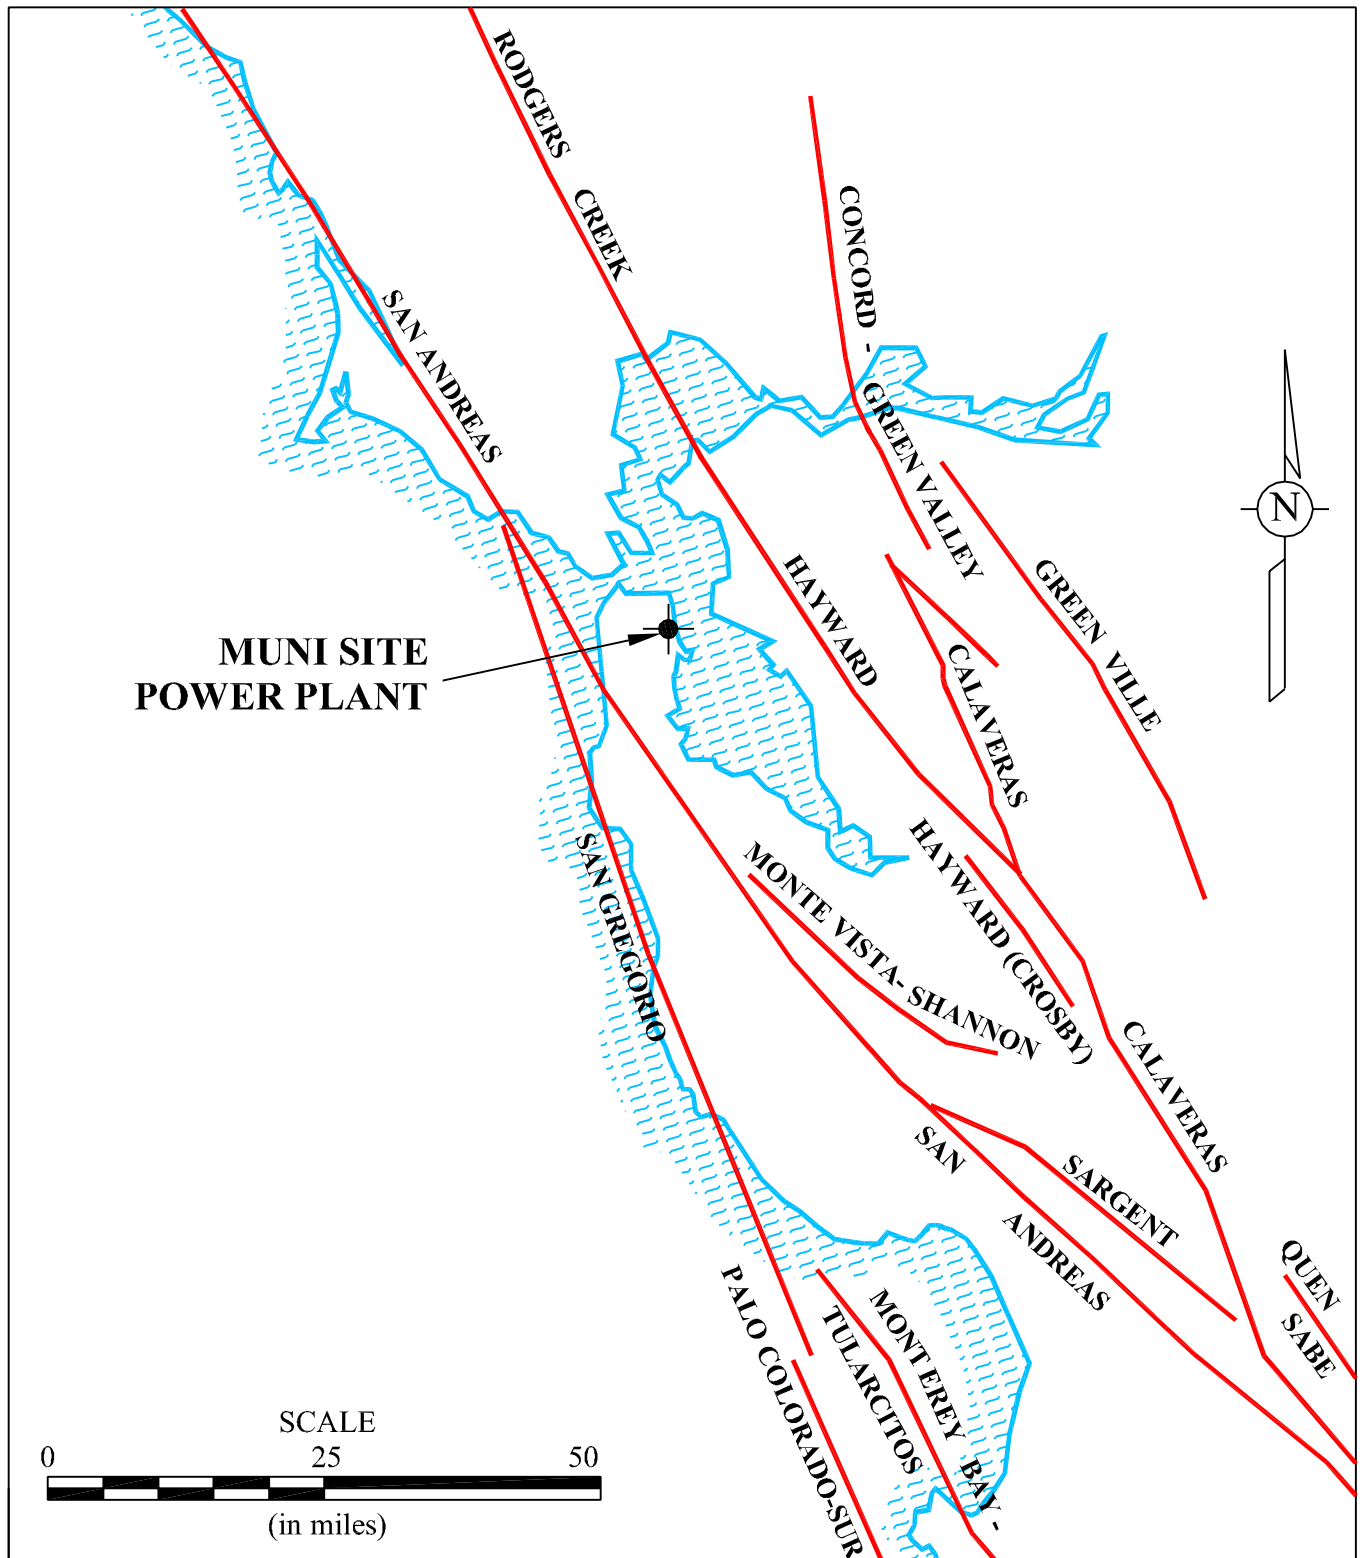 RODGERS CREEK
CONCORD - GREEN VALLEY
SAN ANDREAS
N
HAYWARD
GREEN VILLE
MUNI SITE
POWER PLANT
CALAVERAS
HAYWARD (CROSBY)
MONTE VISTA- SHANNON
SAN GREGORIO
CALAVERAS
SAN ANDREAS
SARGENT
QUEN SABE
PALO COLORADO-SUR
TULARCITOS
MONTEREY BAY -
SCALE
0 25 50
(in miles)